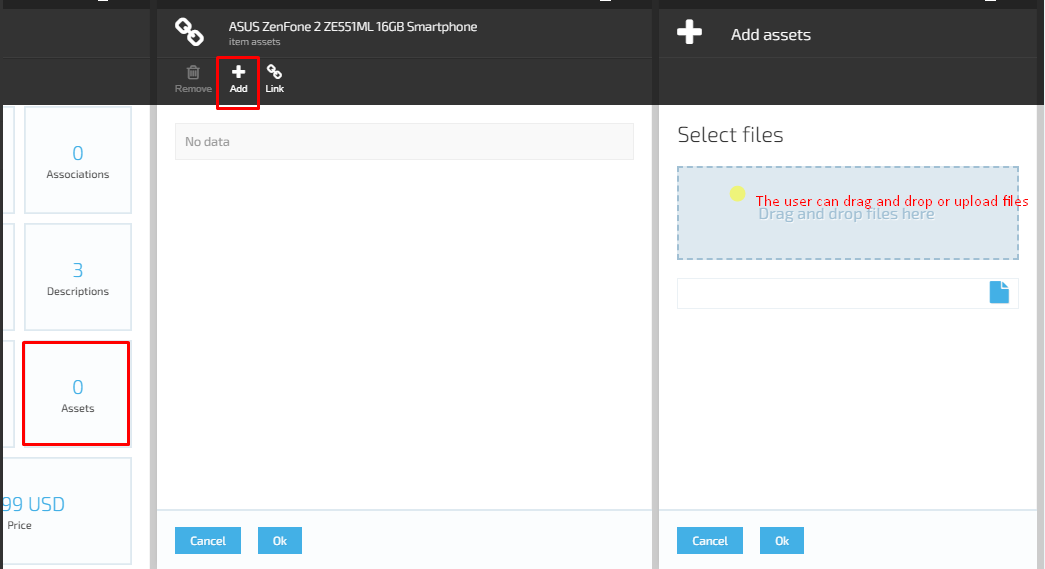 0
Associations
3
Descriptions
0
Assets
99 USD
Price
ASUS ZenFone 2 ZE551ML 16GB Smartphone
item assets
Remove
Add
Link
No data
Cancel
Ok
Add assets
Select files
The user can drag and drop or upload files
Drag and drop files here
Cancel
Ok